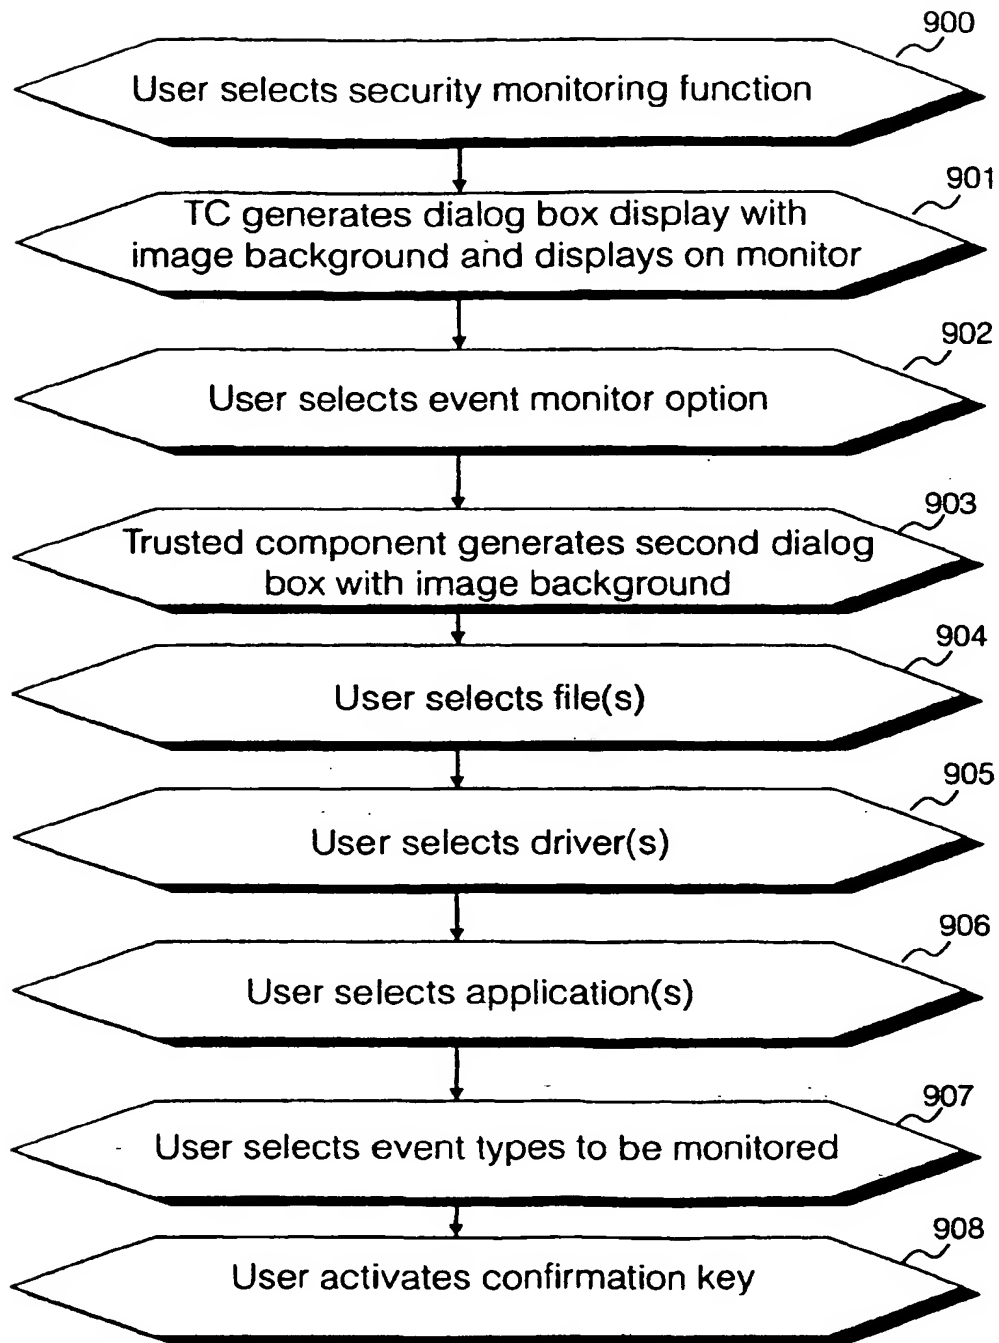 900
User selects security monitoring function
901
TC generates dialog box display with
image background and displays on monitor
902
User selects event monitor option
903
Trusted component generates second dialog
box with image background
904
User selects file(s)
905
User selects driver(s)
906
User selects application(s)
907
User selects event types to be monitored
908
User activates confirmation key